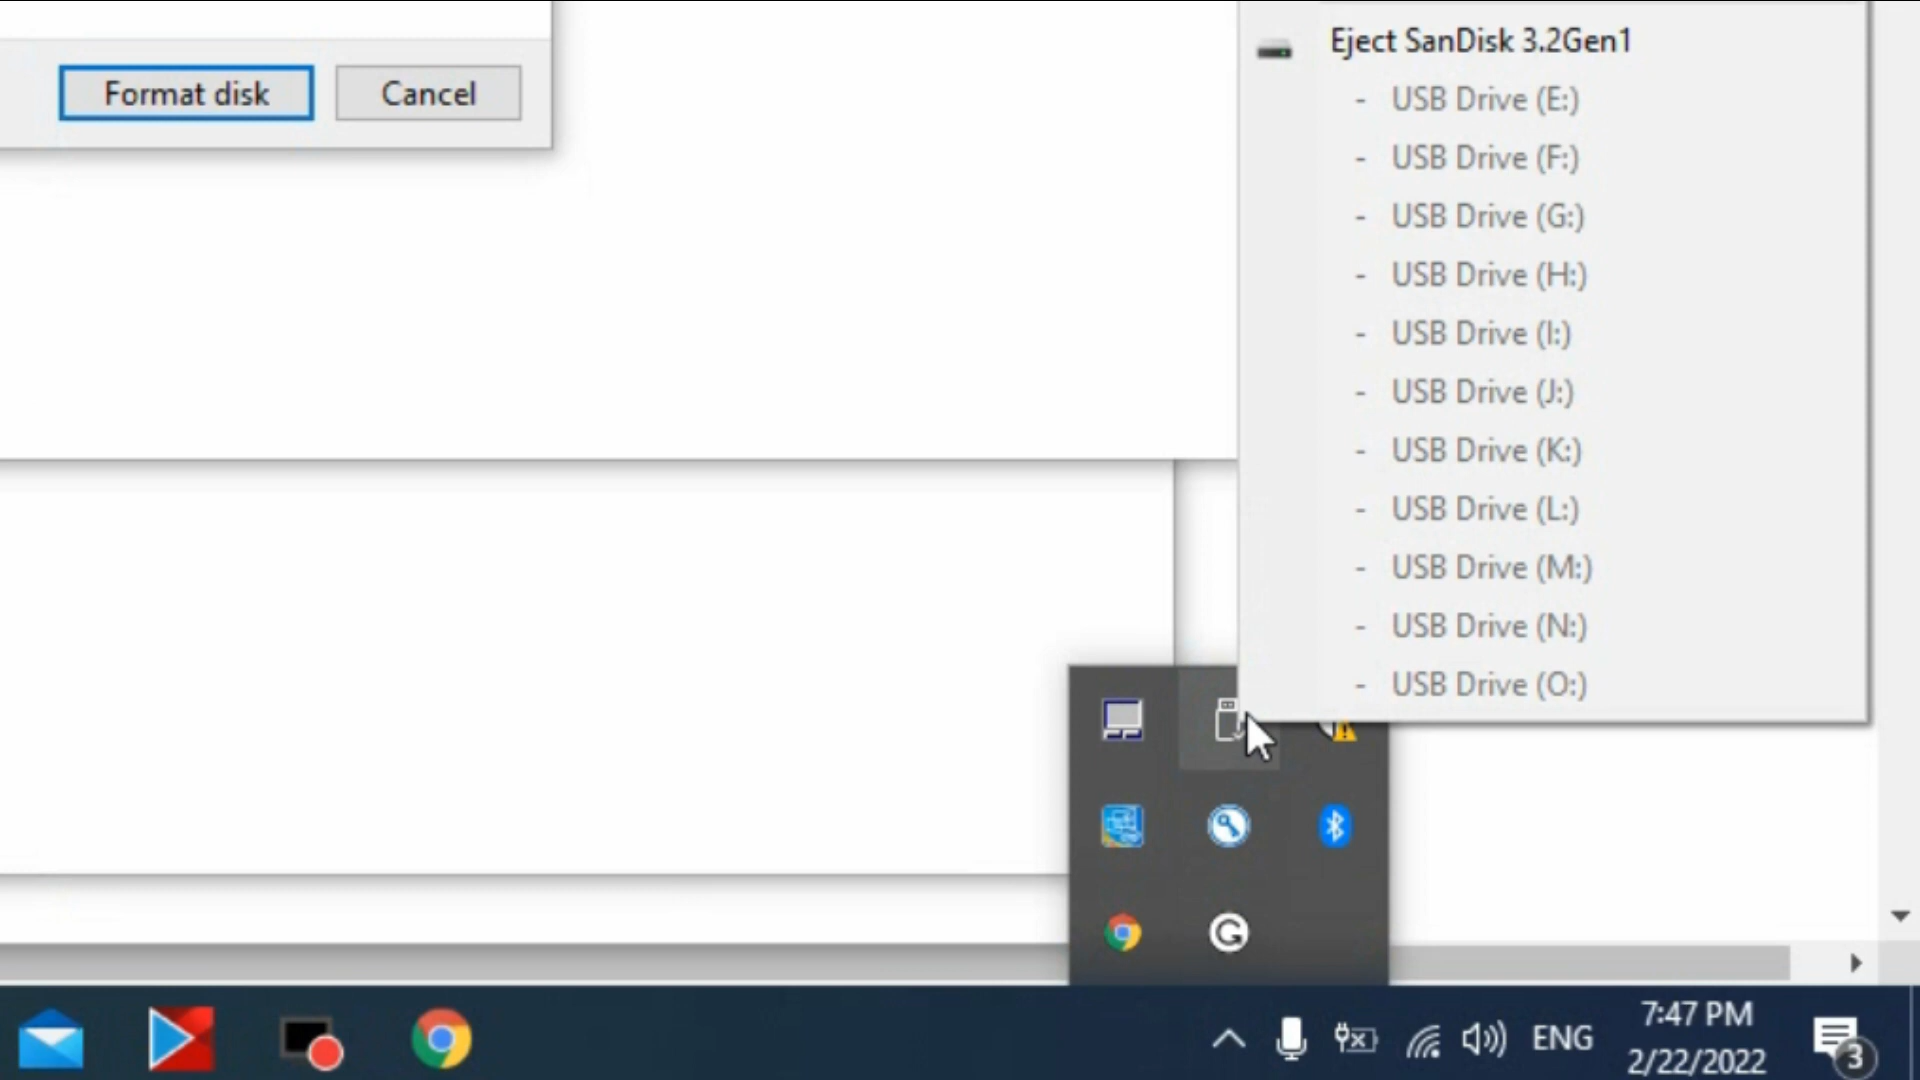 Format disk
Cancel
Eject SanDisk 3.2Gen1
- USB Drive (E:)
- USB Drive (F:)
- USB Drive (G:)
- USB Drive (H:)
- USB Drive (I:)
- USB Drive (J:)
- USB Drive (K:)
- USB Drive (L:)
- USB Drive (M:)
- USB Drive (N:)
- USB Drive (O:)
ENG
7:47 PM
2/22/2022
3